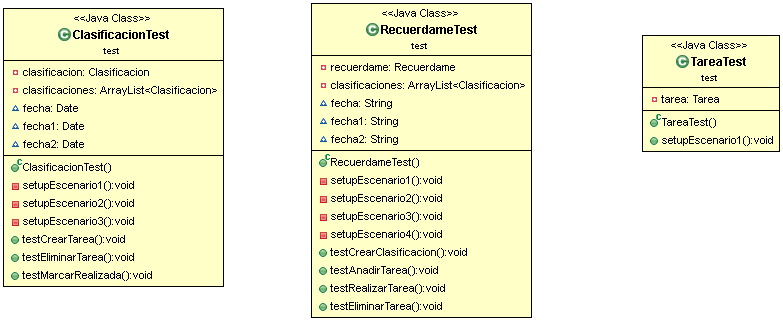 <<Java Class>>
ClasificacionTest
test
clasificacion: Clasificacion
clasificaciones: ArrayList<Clasificacion>
fecha: Date
fecha1: Date
fecha2: Date
ClasificacionTest()
setupEscenario1():void
setupEscenario2():void
setupEscenario3():void
testCrearTarea():void
testEliminarTarea():void
testMarcarRealizada():void
<<Java Class>>
RecuerdameTest
test
recuerdame: Recuerdame
clasificaciones: ArrayList<Clasificacion>
fecha: String
fecha1: String
fecha2: String
RecuerdameTest()
setupEscenario1():void
setupEscenario2():void
setupEscenario3():void
setupEscenario4():void
testCrearClasificacion():void
testAnadirTarea():void
testRealizarTarea():void
testEliminarTarea():void
<<Java Class>>
TareaTest
test
tarea: Tarea
TareaTest()
setupEscenario1():void